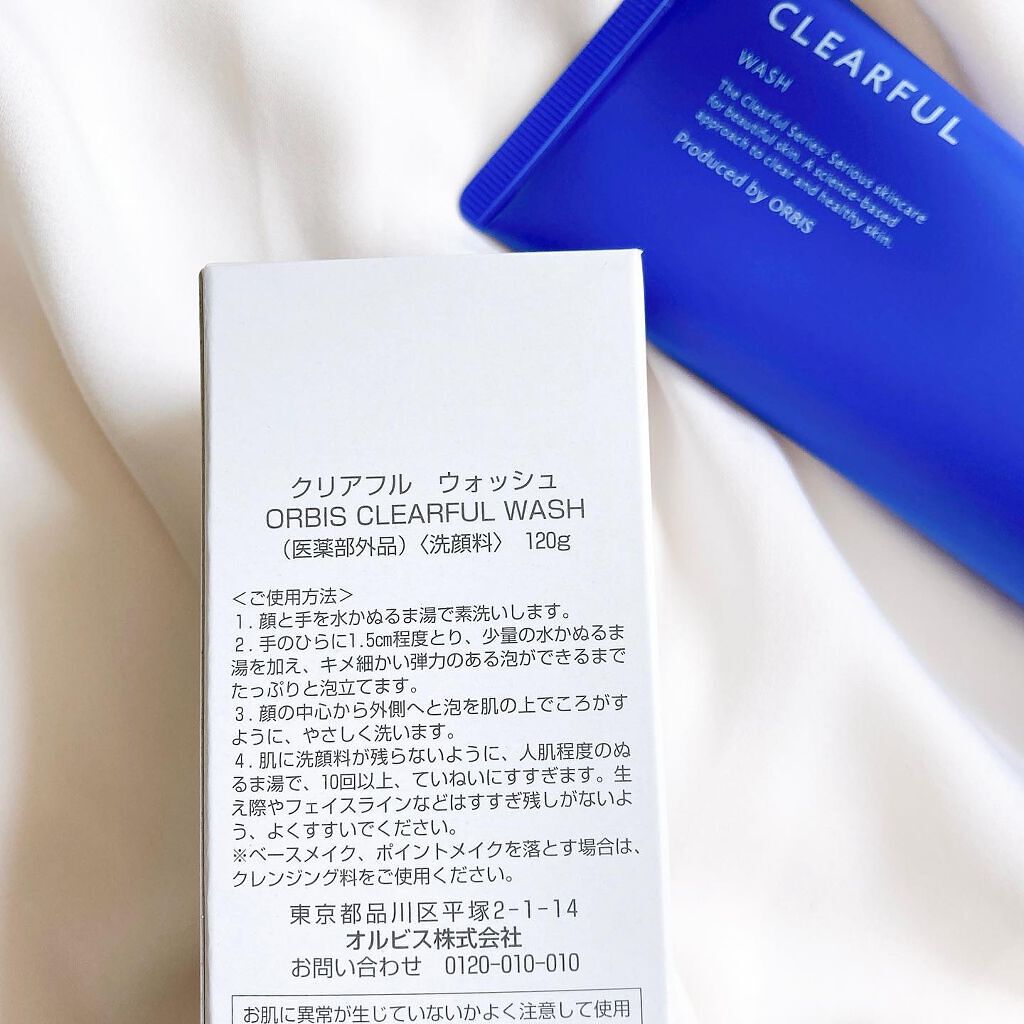 CLEARFUL
WASH
The Clearful Series: Serious skincare
for beautiful skin. A science-based
approach to clear and healthy skin.
Produced by ORBIS
クリアフル　ウォッシュ
ORBIS CLEARFUL WASH
（医薬部外品）〈洗顔料〉 120g
＜ご使用方法＞
１. 顔と手を水かぬるま湯で素洗いします。
２. 手のひらに1.5㎝程度とり、少量の水かぬるま
湯を加え、キメ細かい弾力のある泡ができるまで
たっぷりと泡立てます。
３. 顔の中心から外側へと泡を肌の上でころがす
ように、やさしく洗います。
４. 肌に洗顔料が残らないように、人肌程度のぬ
るま湯で、10回以上、ていねいにすすぎます。生
え際やフェイスラインなどはすすぎ残しがないよ
う、よくすすいでください。
※ベースメイク、ポイントメイクを落とす場合は、
クレンジング料をご使用ください。
東京都品川区平塚2-1-14
オルビス株式会社
お問い合わせ　0120-010-010
お肌に異常が生じていないかよく注意して使用